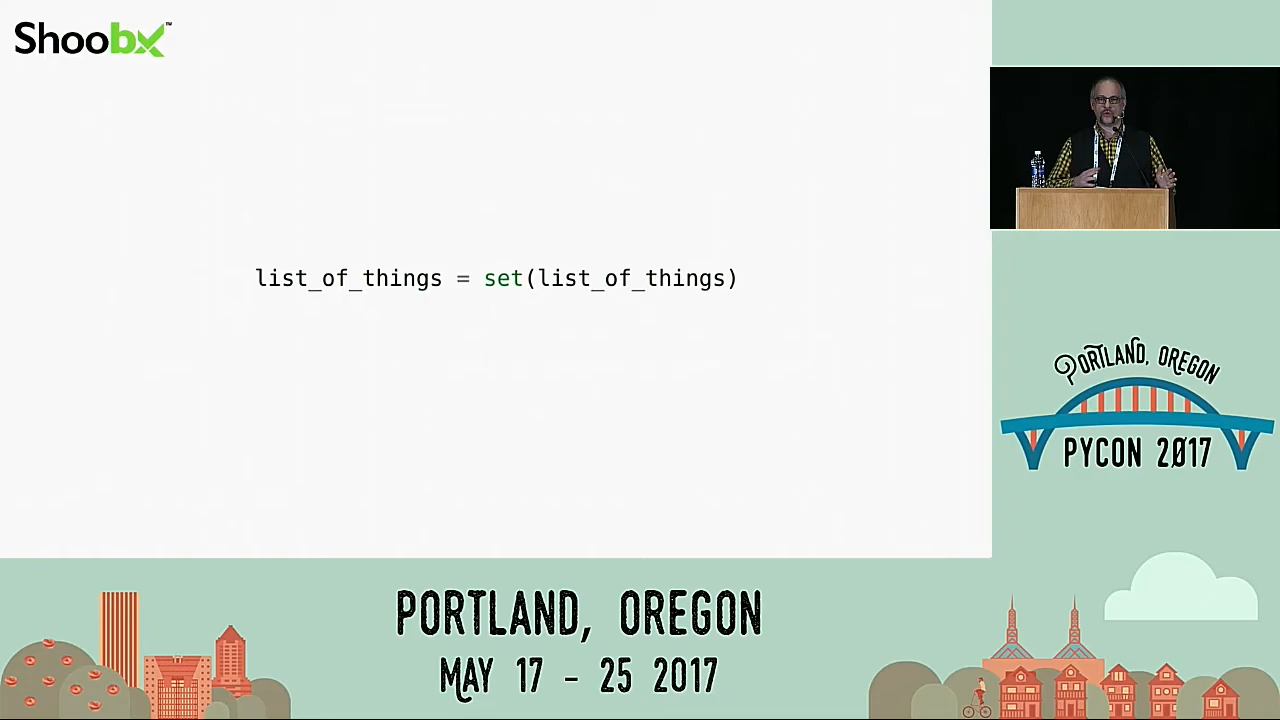 Shoobx™
list_of_things = set(list_of_things)
PORTLAND, OREGON
PYCON 2017
PORTLAND, OREGON
MAY 17 - 25 2017